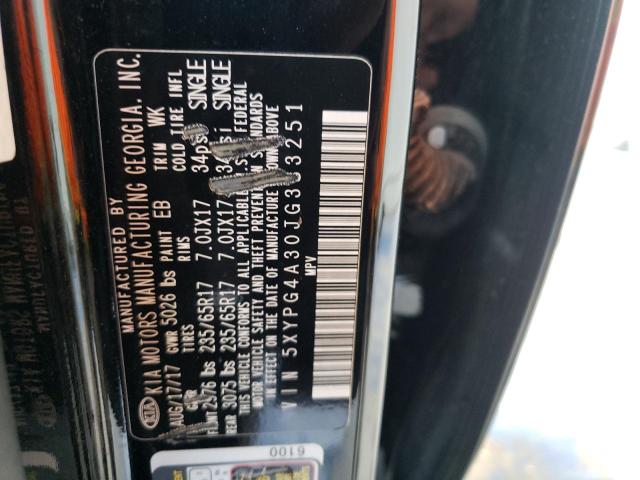 MANUFACTURED BY
KIA KIA MOTORS MANUFACTURING GEORGIA. INC.
AUG/17/17 GVWR 5026 lbs PAINT EB TRIM WK
TIRES RIMS COLD TIRE INFL
2976 lbs 235/65R17 7.0JX17 34psi SINGLE
REAR 3075 lbs 235/65R17 7.0JX17 SINGLE
THIS VEHICLE CONFORMS TO ALL APPLICABLE U.S. FEDERAL
MOTOR VEHICLE SAFETY AND THEFT PREVENTION STANDARDS
IN EFFECT ON THE DATE OF MANUFACTURE SHOWN ABOVE
VIN 5XYPG4A30JG383251
MPV
6100